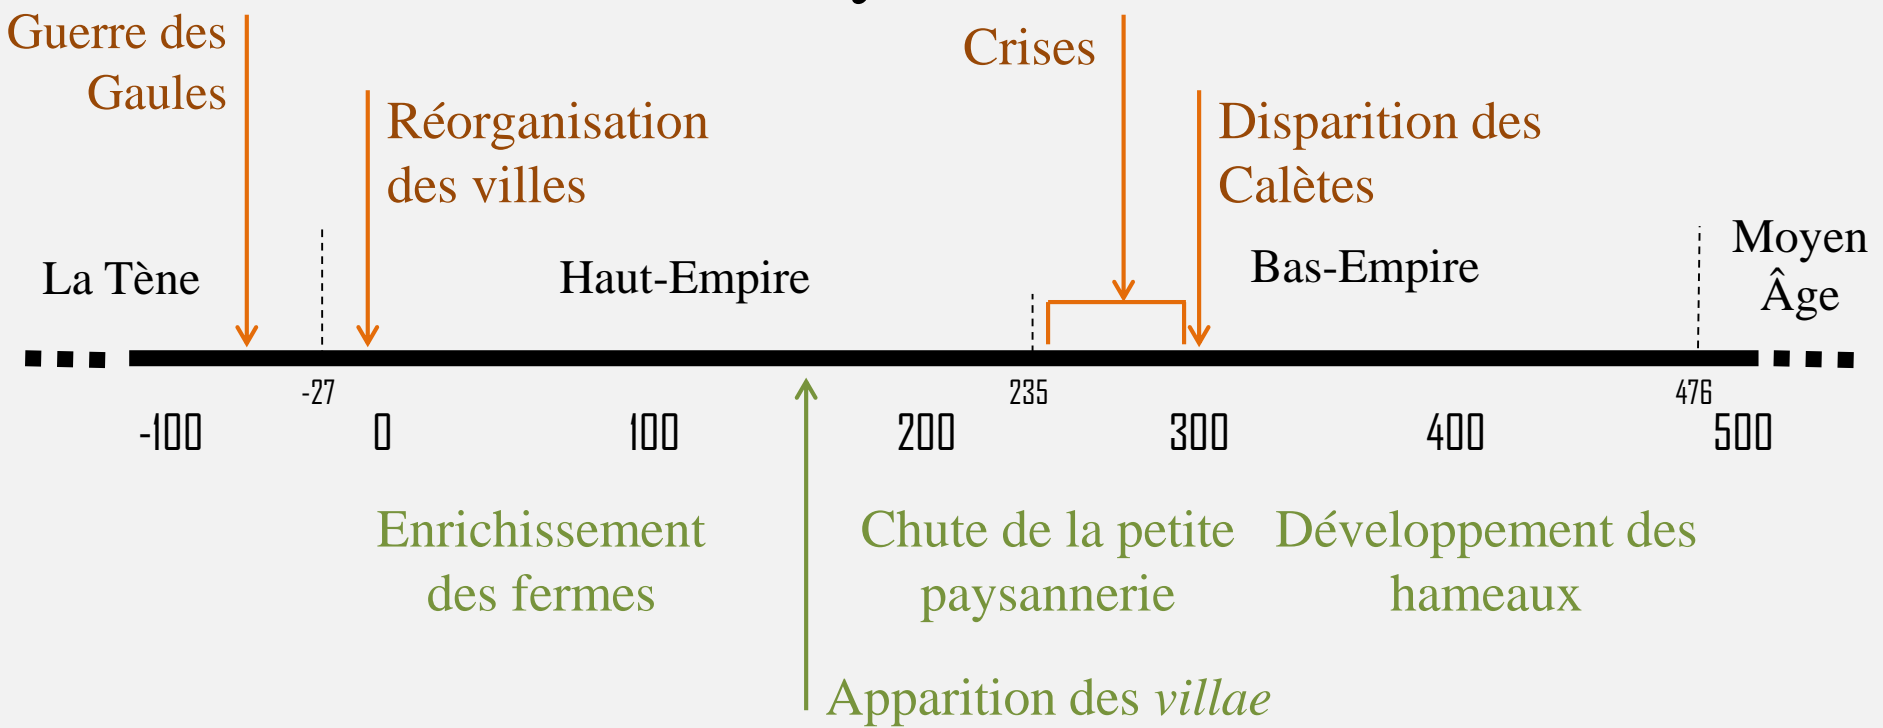 Guerre des
Gaules
Crises
Réorganisation
des villes
Disparition des
Calètes
La Tène
Haut-Empire
Bas-Empire
Moyen
Âge
-27
235
476
-100
0
100
200
300
400
500
Enrichissement
des fermes
Chute de la petite
paysannerie
Développement des
hameaux
Apparition des villae